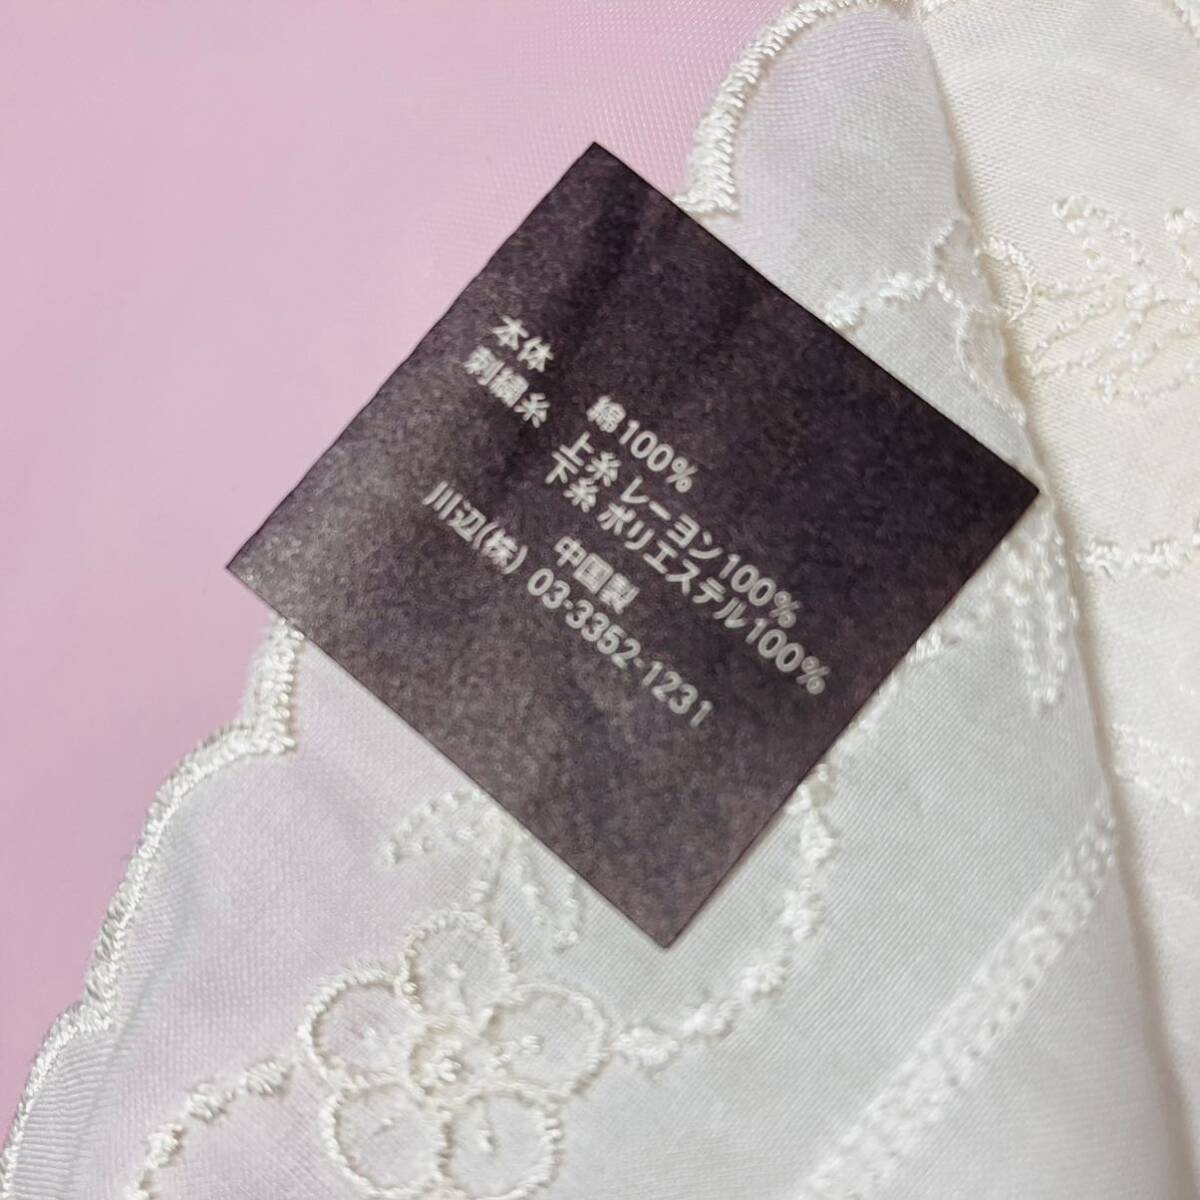 本体 綿100%
刺繍糸 上糸 レーヨン100%
下糸 ポリエステル100%
中国製
川辺(株) 03-3352-1231